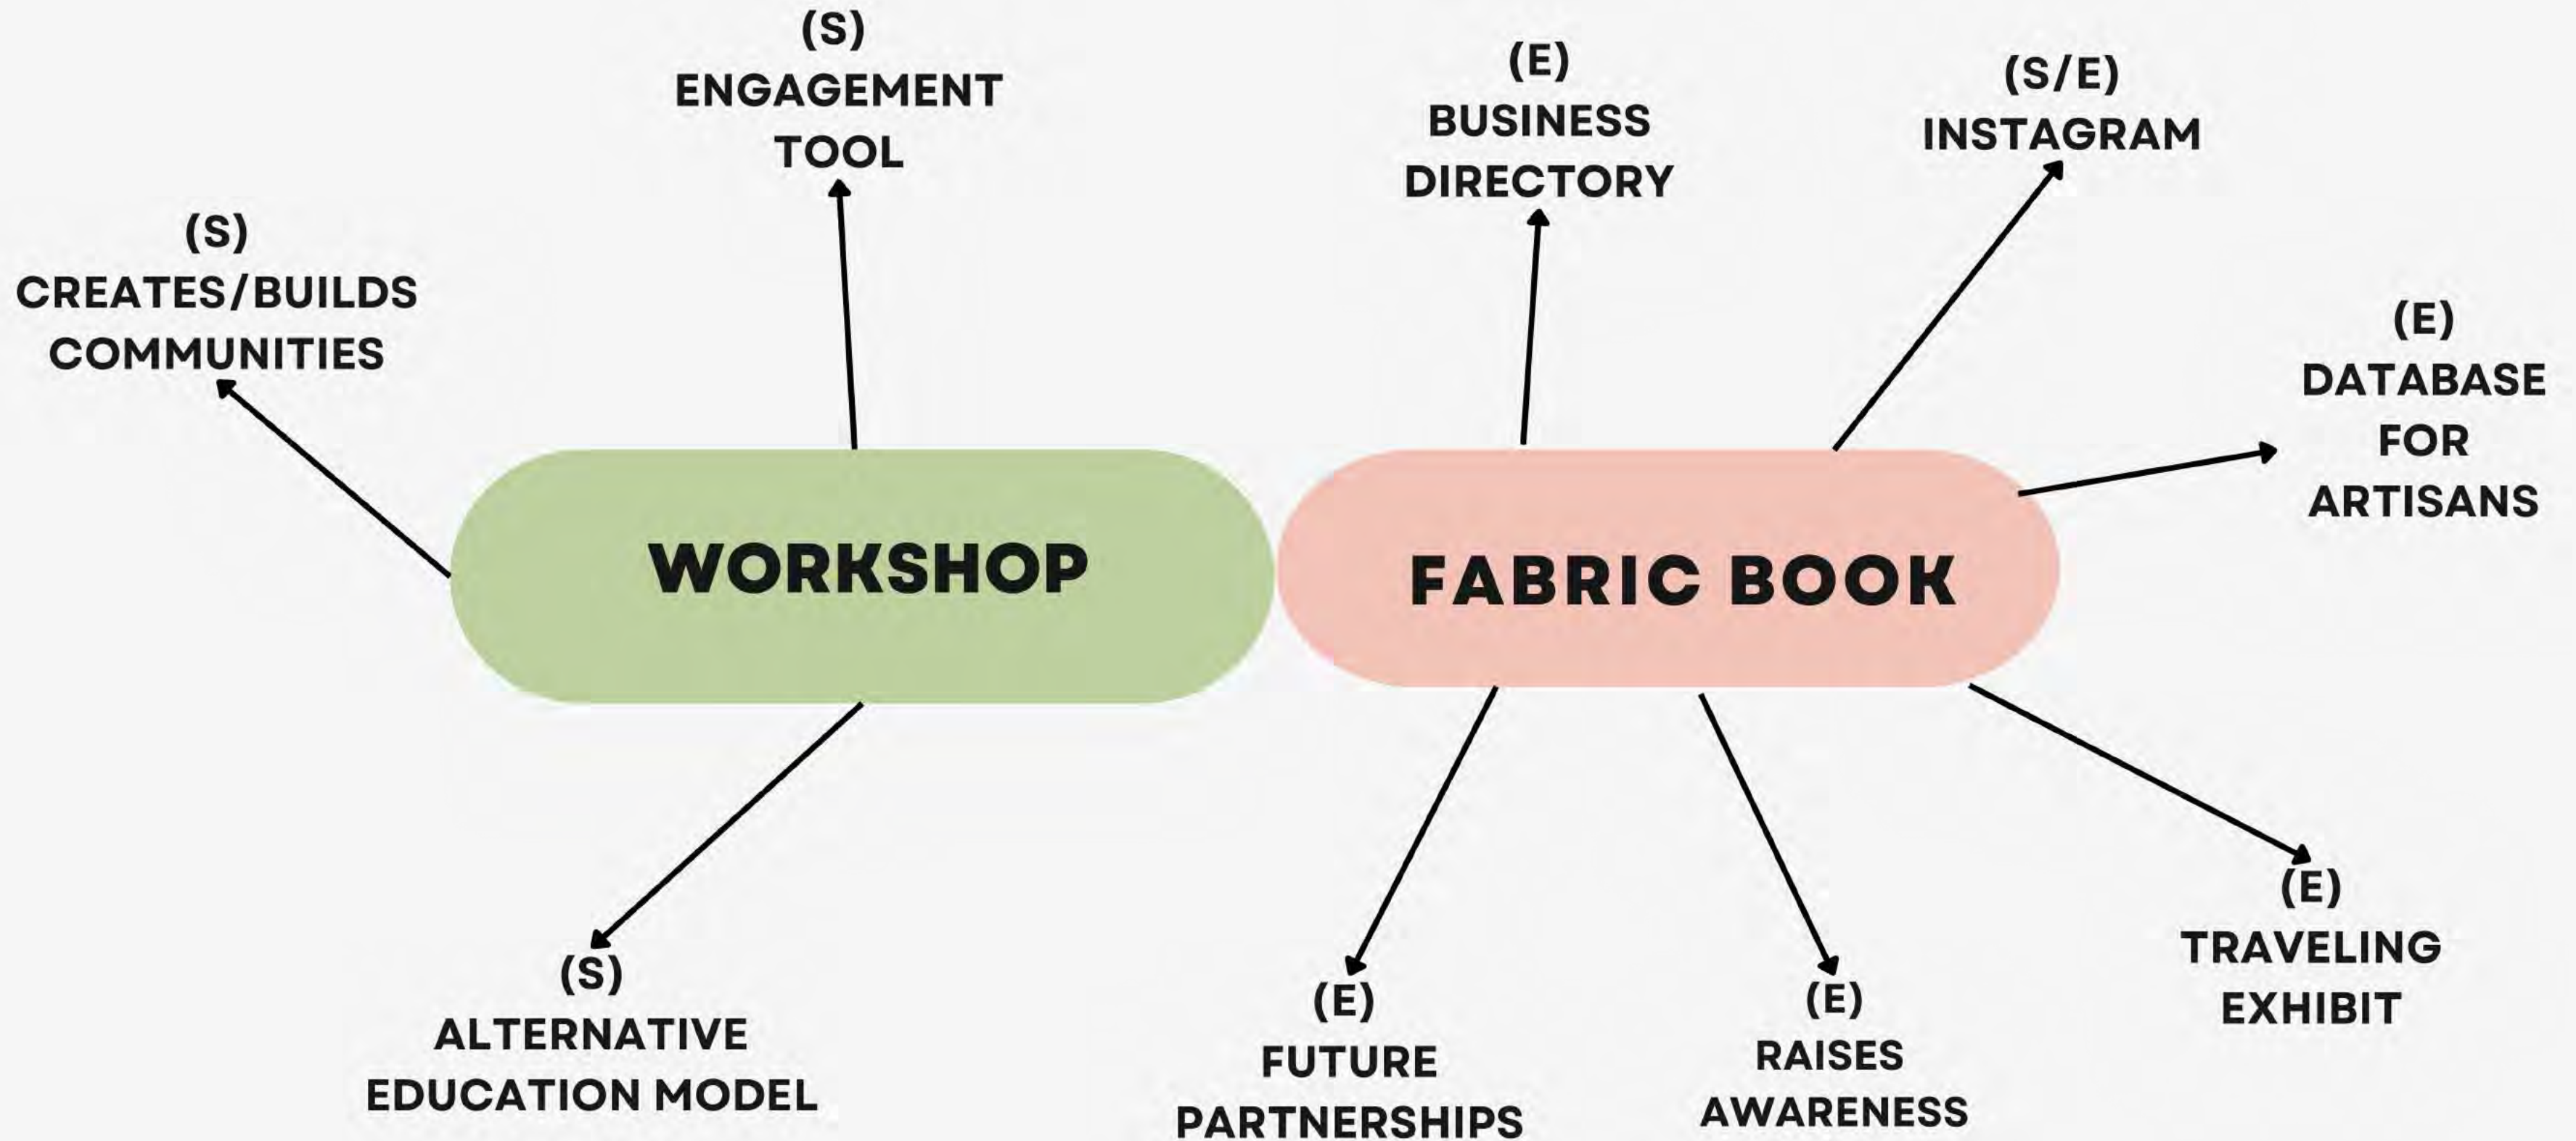 (S)
ENGAGEMENT
TOOL
(E)
BUSINESS
DIRECTORY
(S/E)
INSTAGRAM
(S)
CREATES/BUILDS
COMMUNITIES
(E)
DATABASE
FOR
ARTISANS
WORKSHOP
FABRIC BOOK
(S)
ALTERNATIVE
EDUCATION MODEL
(E)
FUTURE
PARTNERSHIPS
(E)
RAISES
AWARENESS
(E)
TRAVELING
EXHIBIT